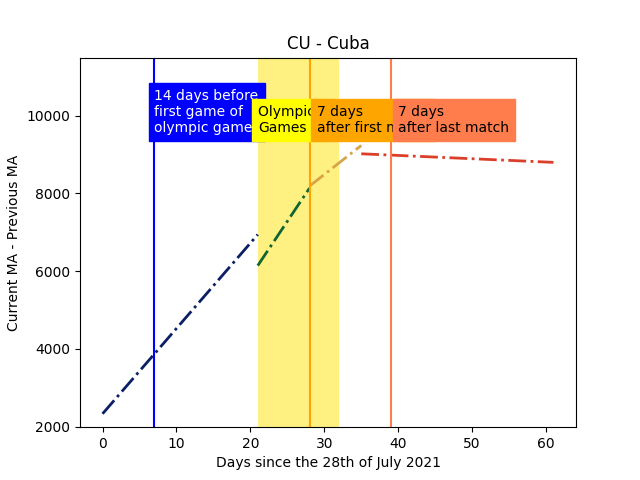 CU - Cuba
Current MA - Previous MA
10000
8000
6000
4000
2000
14 days before
first game of
olympic game
Olympic
Games
7 days
after first
7 days
after last match
0
10
20
30
40
50
60
Days since the 28th of July 2021